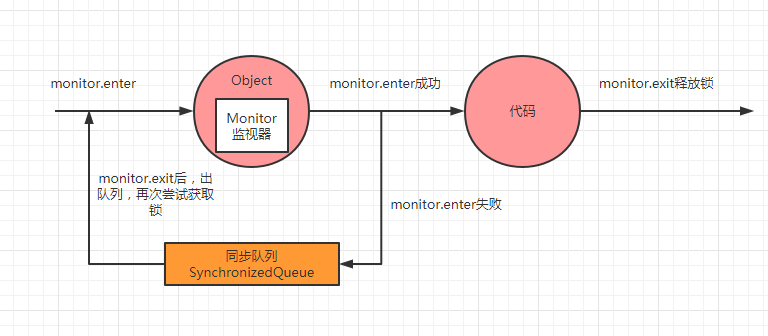 monitor.enter
Object
Monitor
监视器
monitor.enter成功
代码
monitor.exit释放锁
monitor.exit后，出
队列，再次尝试获取
锁
monitor.enter失败
同步队列
SynchronizedQueue